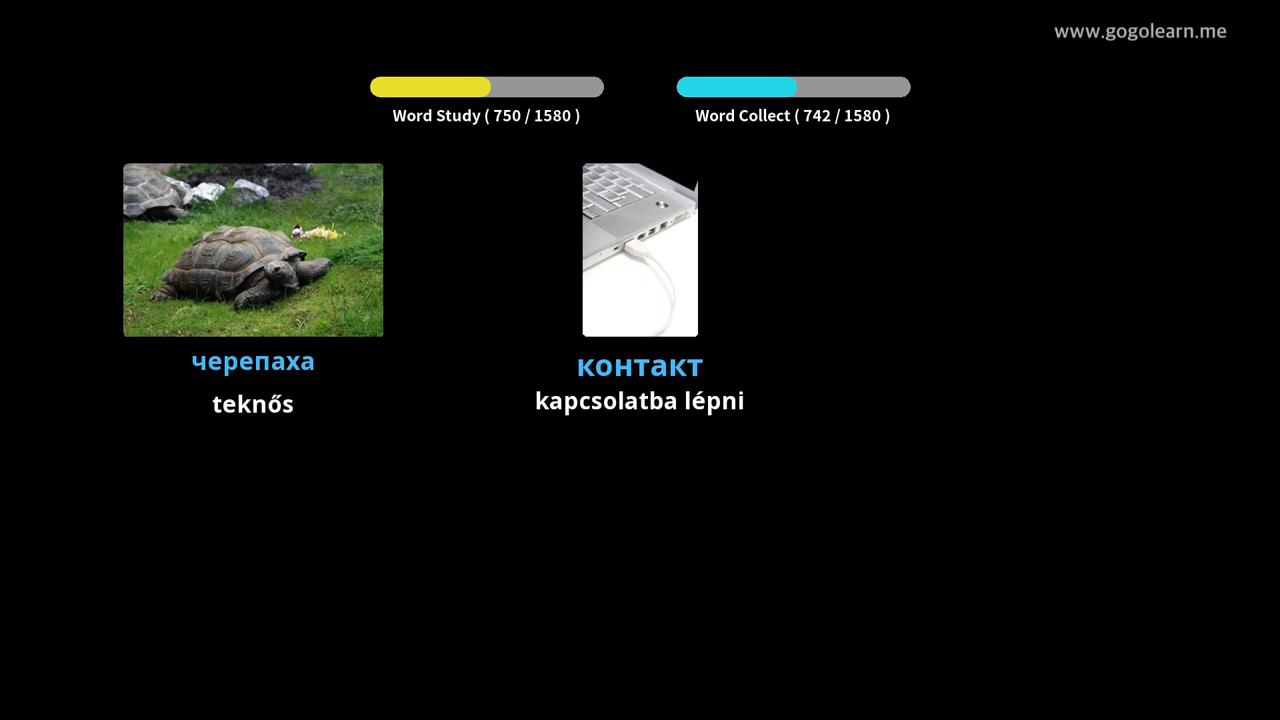 www.gogolearn.me
Word Study ( 750 / 1580 )
Word Collect ( 742 / 1580 )
черепаха
teknős
контакт
kapcsolatba lépni